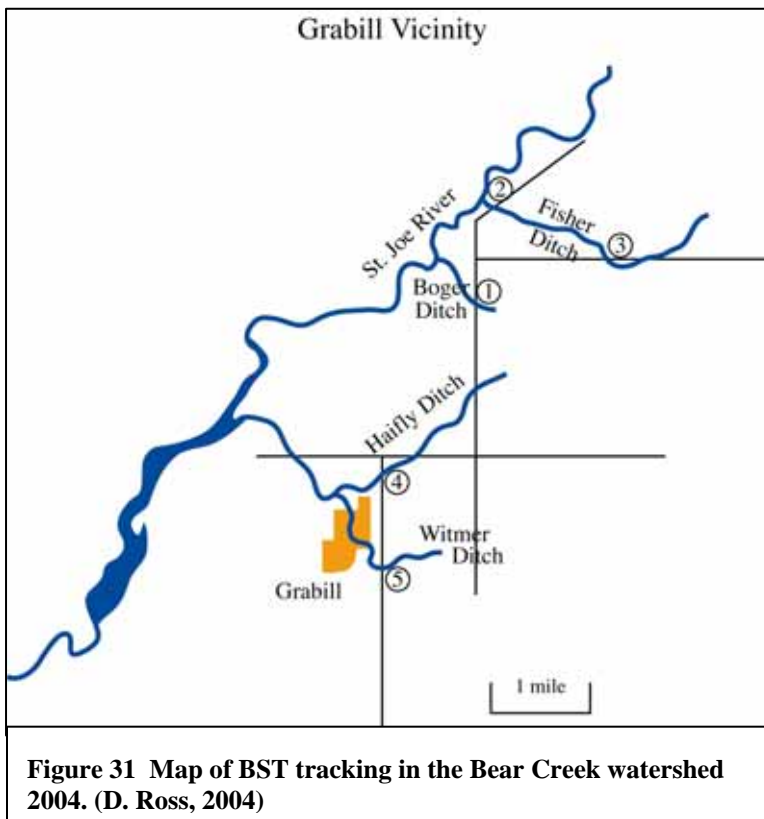 Grabill Vicinity
St. Joe River
②
Fisher
Ditch
③
Boger
Ditch
①
Haifly Ditch
④
Witmer
Ditch
⑤
Grabill
1 mile
Figure 31 Map of BST tracking in the Bear Creek watershed
2004. (D. Ross, 2004)